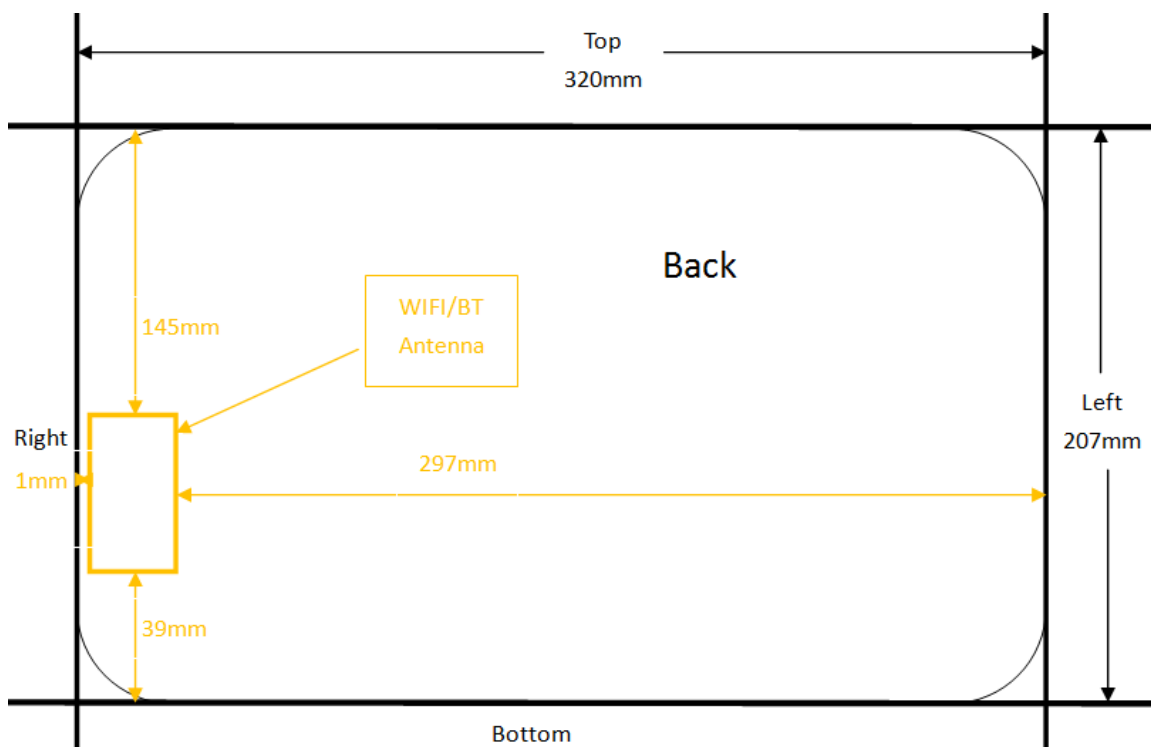 Top
320mm
Back
WIFI/BT
Antenna
145mm
Left
207mm
Right
1mm
297mm
39mm
Bottom